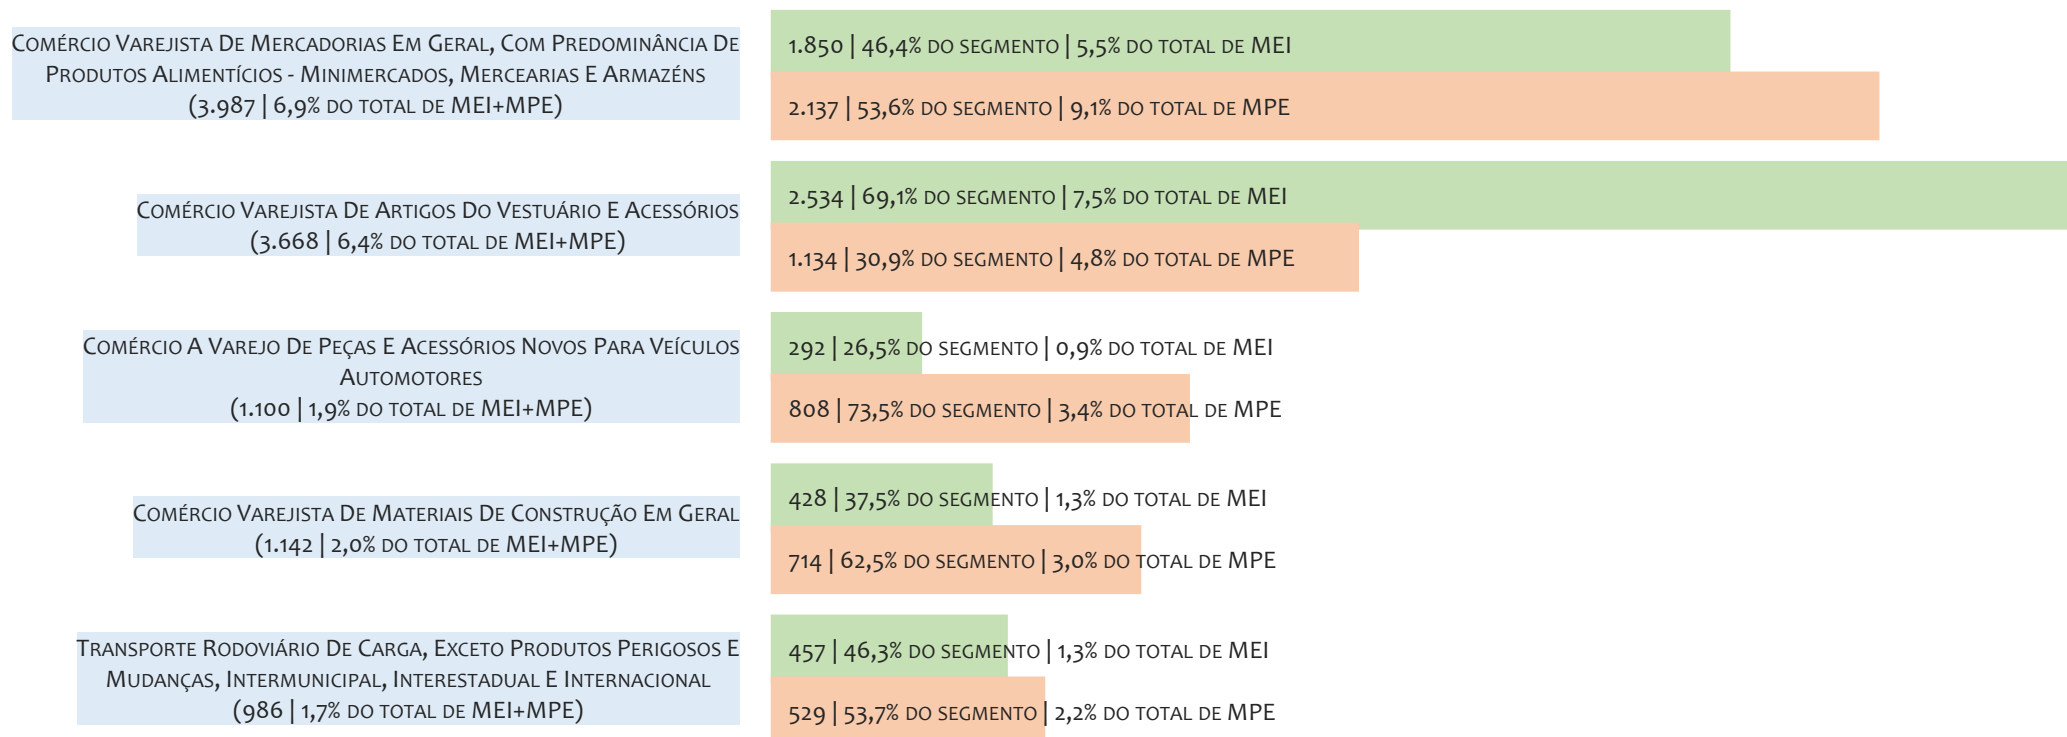 Comércio Varejista De Mercadorias Em Geral, Com Predominância De
Produtos Alimentícios - Minimercados, Mercearias E Armazéns
(3.987 | 6,9% do total de MEI+MPE)
1.850 | 46,4% do segmento | 5,5% do total de MEI
2.137 | 53,6% do segmento | 9,1% do total de MPE
Comércio Varejista De Artigos Do Vestuário E Acessórios
(3.668 | 6,4% do total de MEI+MPE)
2.534 | 69,1% do segmento | 7,5% do total de MEI
1.134 | 30,9% do segmento | 4,8% do total de MPE
Comércio A Varejo De Peças E Acessórios Novos Para Veículos
Automotores
(1.100 | 1,9% do total de MEI+MPE)
292 | 26,5% do segmento | 0,9% do total de MEI
808 | 73,5% do segmento | 3,4% do total de MPE
Comércio Varejista De Materiais De Construção Em Geral
(1.142 | 2,0% do total de MEI+MPE)
428 | 37,5% do segmento | 1,3% do total de MEI
714 | 62,5% do segmento | 3,0% do total de MPE
Transporte Rodoviário De Carga, Exceto Produtos Perigosos E
Mudanças, Intermunicipal, Interestadual E Internacional
(986 | 1,7% do total de MEI+MPE)
457 | 46,3% do segmento | 1,3% do total de MEI
529 | 53,7% do segmento | 2,2% do total de MPE